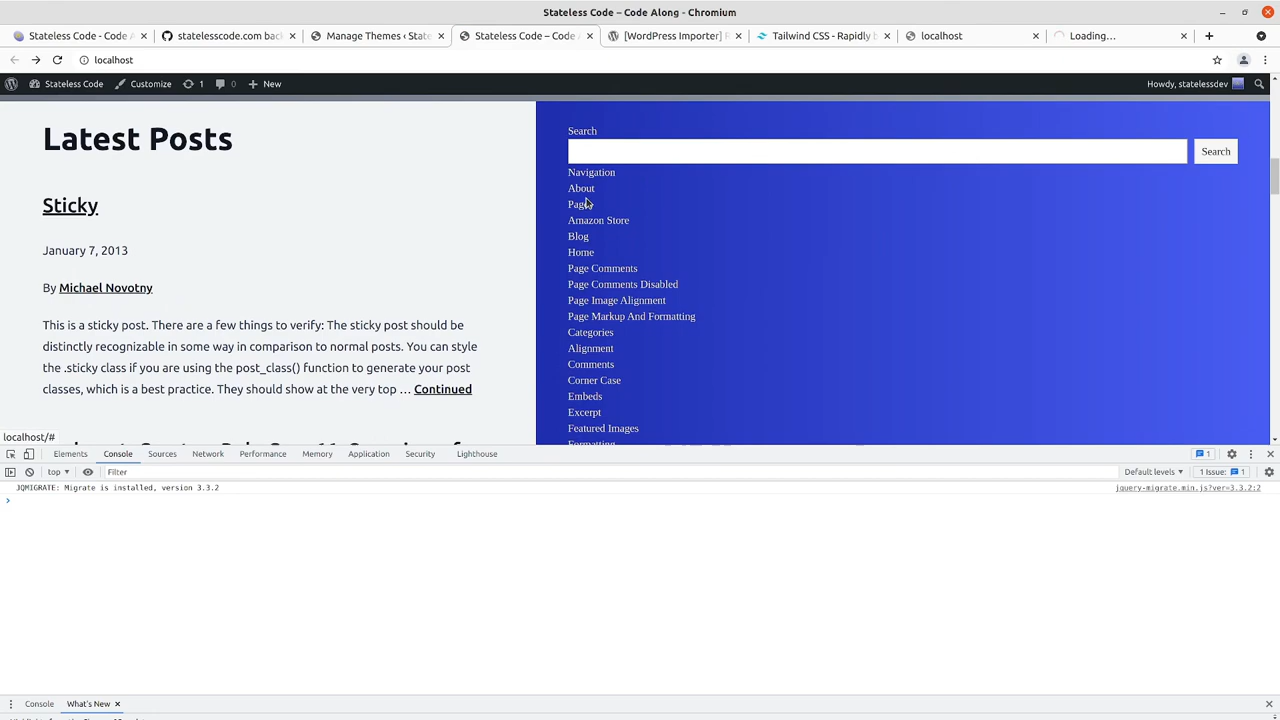 Stateless Code – Code Along - Chromium
Stateless Code - Code A
statelesscode.com back
Manage Themes ‹ State
Stateless Code – Code A
[WordPress Importer] R
Tailwind CSS - Rapidly b
localhost
Loading…
localhost
Stateless Code
Customize
1
0
New
Howdy, statelessdev
Latest Posts
Sticky
January 7, 2013
By Michael Novotny
This is a sticky post. There are a few things to verify: The sticky post should be
distinctly recognizable in some way in comparison to normal posts. You can style
the .sticky class if you are using the post_class() function to generate your post
classes, which is a best practice. They should show at the very top … Continued
Search
Search
Navigation
About
Pages
Amazon Store
Blog
Home
Page Comments
Page Comments Disabled
Page Image Alignment
Page Markup And Formatting
Categories
Alignment
Comments
Corner Case
Embeds
Excerpt
Featured Images
Formatting
localhost/#
Elements
Console
Sources
Network
Performance
Memory
Application
Security
Lighthouse
1
top
Filter
Default levels
1 Issue:
1
JQMIGRATE: Migrate is installed, version 3.3.2
jquery-migrate.min.js?ver=3.3.2:2
Console
What's New